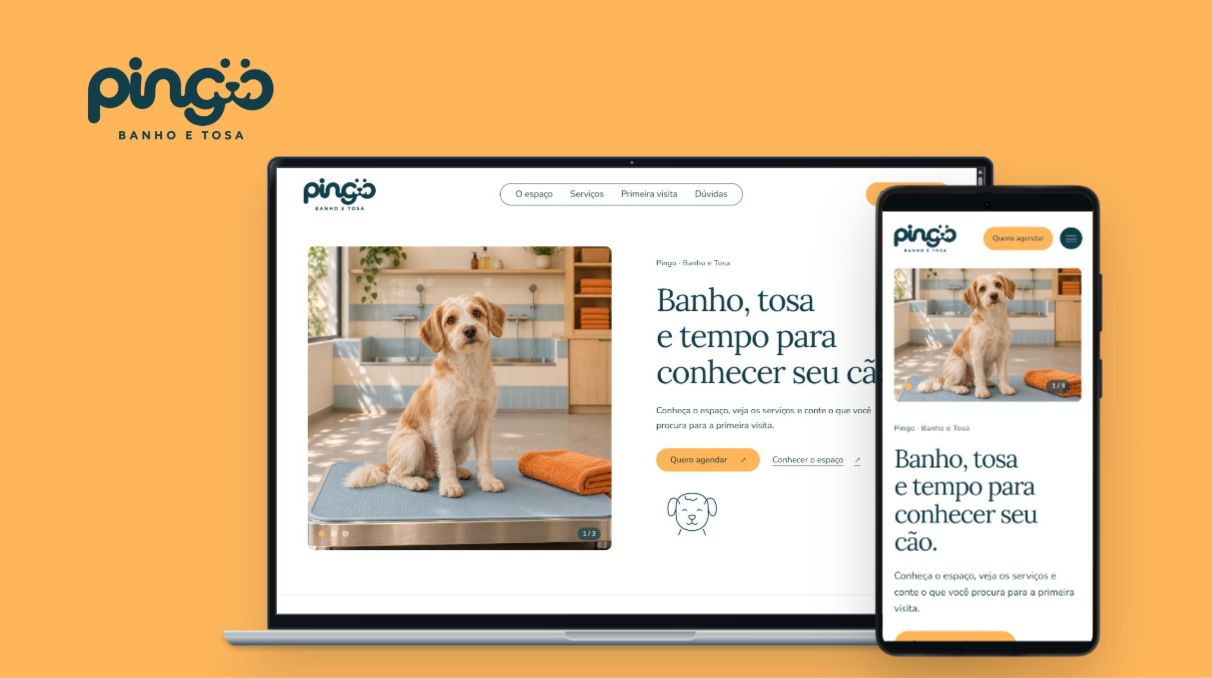 pingo
BANHO E TOSA
pingo
BANHO E TOSA
O espaço
Serviços
Primeira visita
Dúvidas
Pingo · Banho e Tosa
Banho, tosa
e tempo para
conhecer seu cã
Conheça o espaço, veja os serviços e conte o que você
procura para a primeira visita.
Quero agendar ↗
Conhecer o espaço ↗
1 / 3
pingo
BANHO E TOSA
Quero agendar
1 / 3
Pingo · Banho e Tosa
Banho, tosa
e tempo para
conhecer seu
cão.
Conheça o espaço, veja os serviços e
conte o que você procura para a primeira
visita.